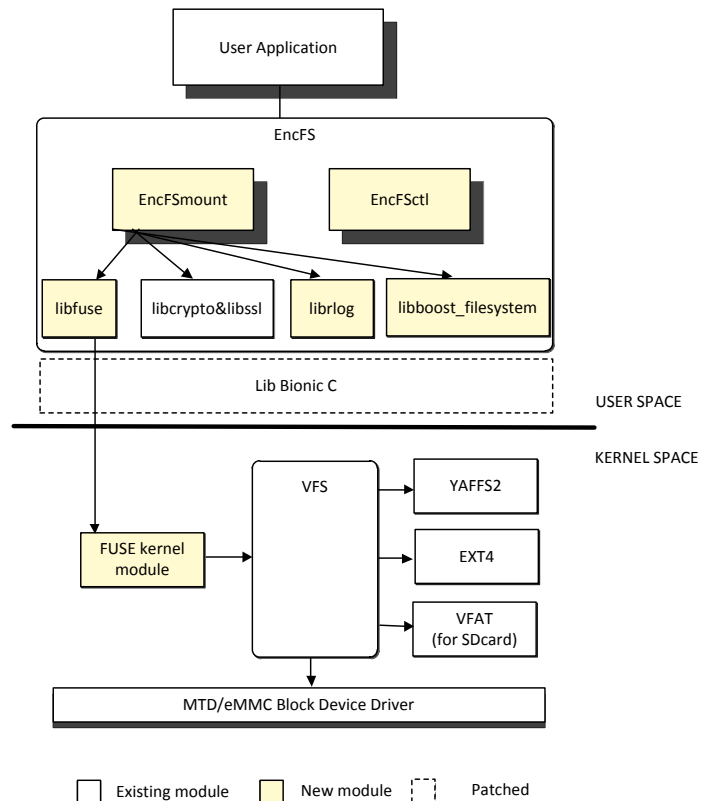 User Application
EncFS
EncFSmount
EncFSctl
libfuse
libcrypto&libssl
librlog
libboost_filesystem
Lib Bionic C
USER SPACE
KERNEL SPACE
VFS
YAFFS2
FUSE kernel
module
EXT4
VFAT
(for SDcard)
MTD/eMMC Block Device Driver
Existing module
New module
Patched